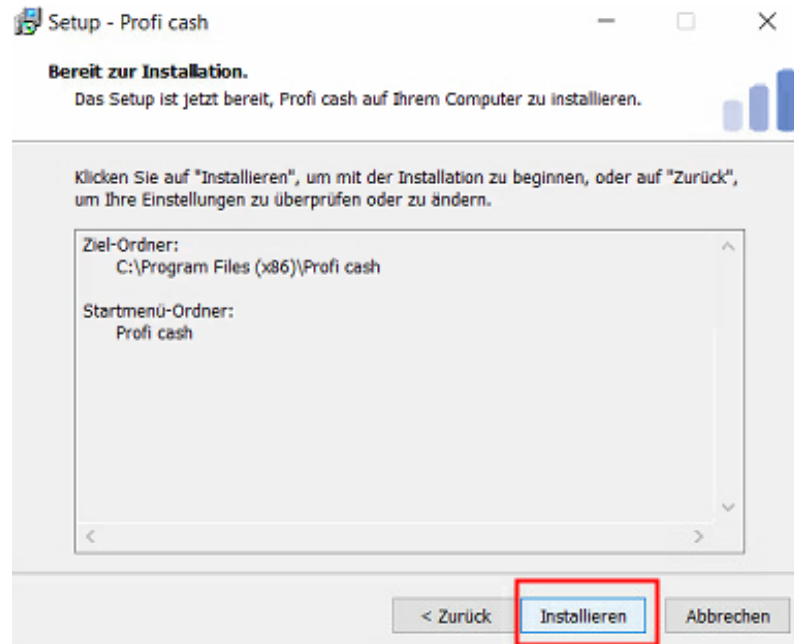 Setup - Profi cash
Bereit zur Installation.
Das Setup ist jetzt bereit, Profi cash auf Ihrem Computer zu installieren.
Klicken Sie auf "Installieren", um mit der Installation zu beginnen, oder auf "Zurück",
um Ihre Einstellungen zu überprüfen oder zu ändern.
Ziel-Ordner:
C:\Program Files (x86)\Profi cash
Startmenü-Ordner:
Profi cash
< Zurück
Installieren
Abbrechen